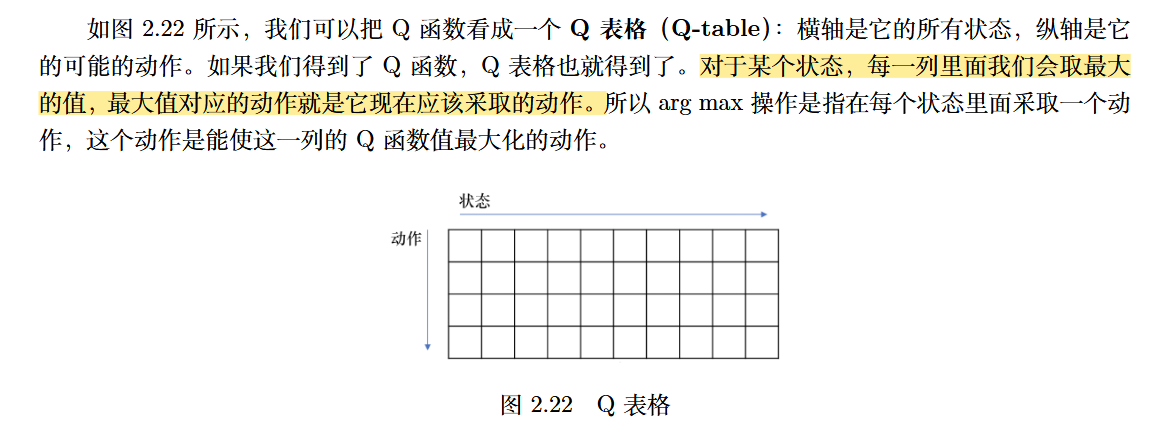 如图 2.22 所示，我们可以把 Q 函数看成一个 Q 表格（Q-table）：横轴是它的所有状态，纵轴是它
的可能的动作。如果我们得到了 Q 函数，Q 表格也就得到了。对于某个状态，每一列里面我们会取最大
的值，最大值对应的动作就是它现在应该采取的动作。所以 arg max 操作是指在每个状态里面采取一个动
作，这个动作是能使这一列的 Q 函数值最大化的动作。
状态
动作
图 2.22 Q 表格